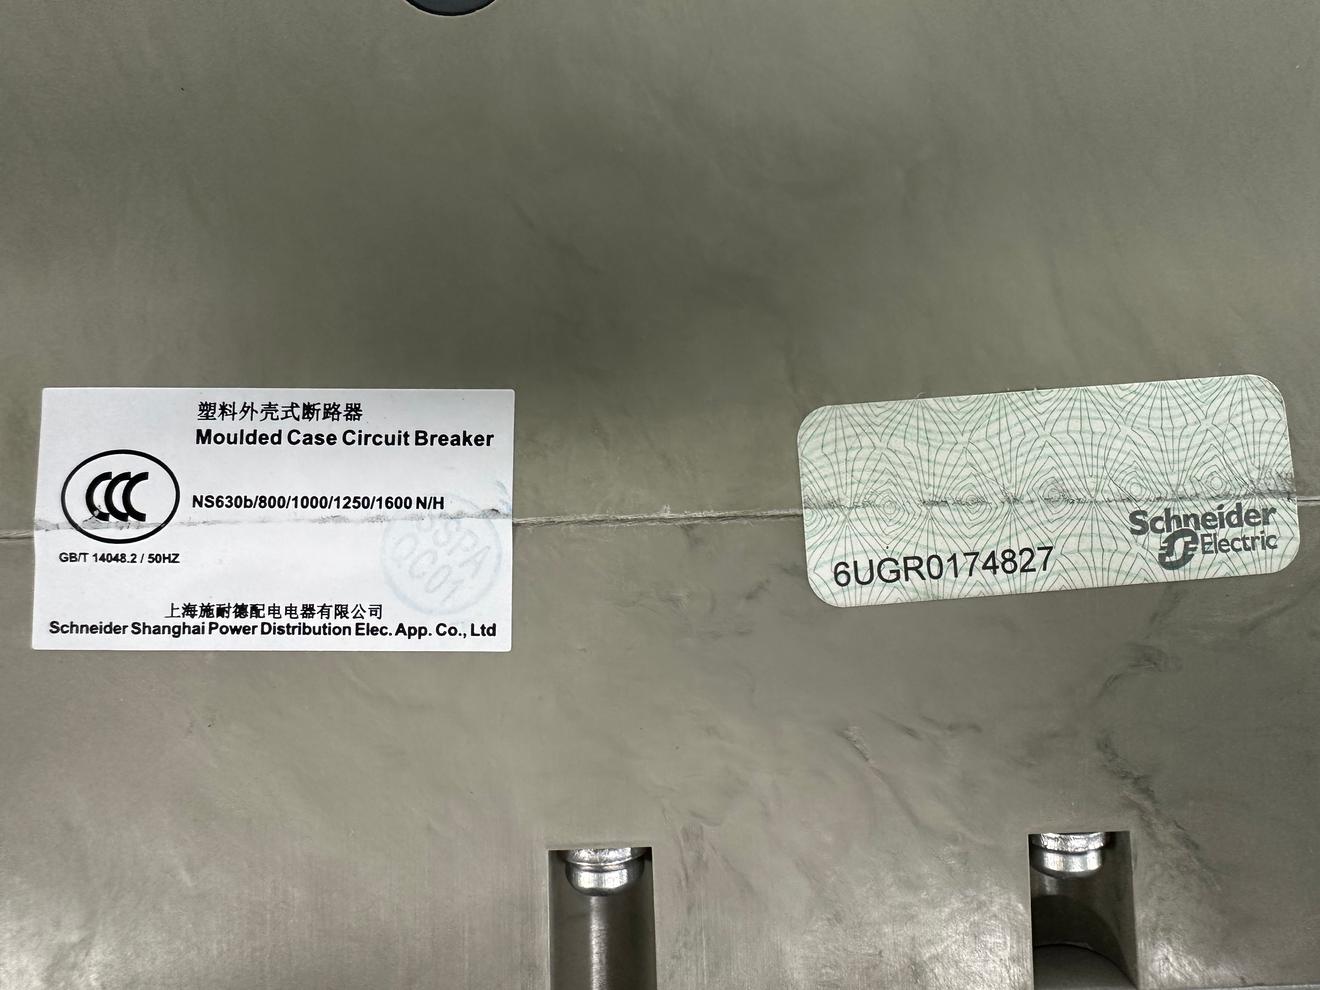 塑料外壳式断路器
Moulded Case Circuit Breaker
CCC
NS630b/800/1000/1250/1600 N/H
GB/T 14048.2 / 50HZ
SPA
QC01
上海施耐德配电电器有限公司
Schneider Shanghai Power Distribution Elec. App. Co., Ltd
Schneider
Electric
6UGR0174827